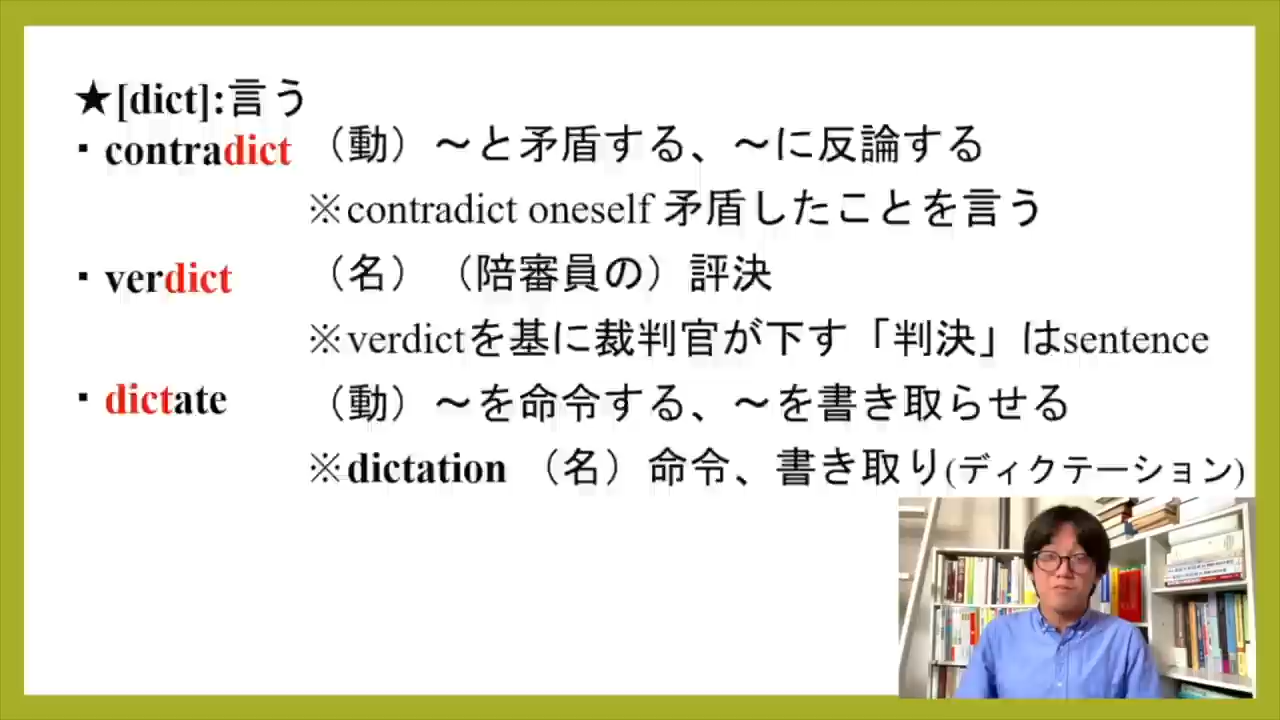 ★[dict]:言う
・contradict （動）～と矛盾する、～に反論する
※contradict oneself 矛盾したことを言う
・verdict （名）（陪審員の）評決
※verdictを基に裁判官が下す「判決」はsentence
・dictate （動）～を命令する、～を書き取らせる
※dictation （名）命令、書き取り(ディクテーション)